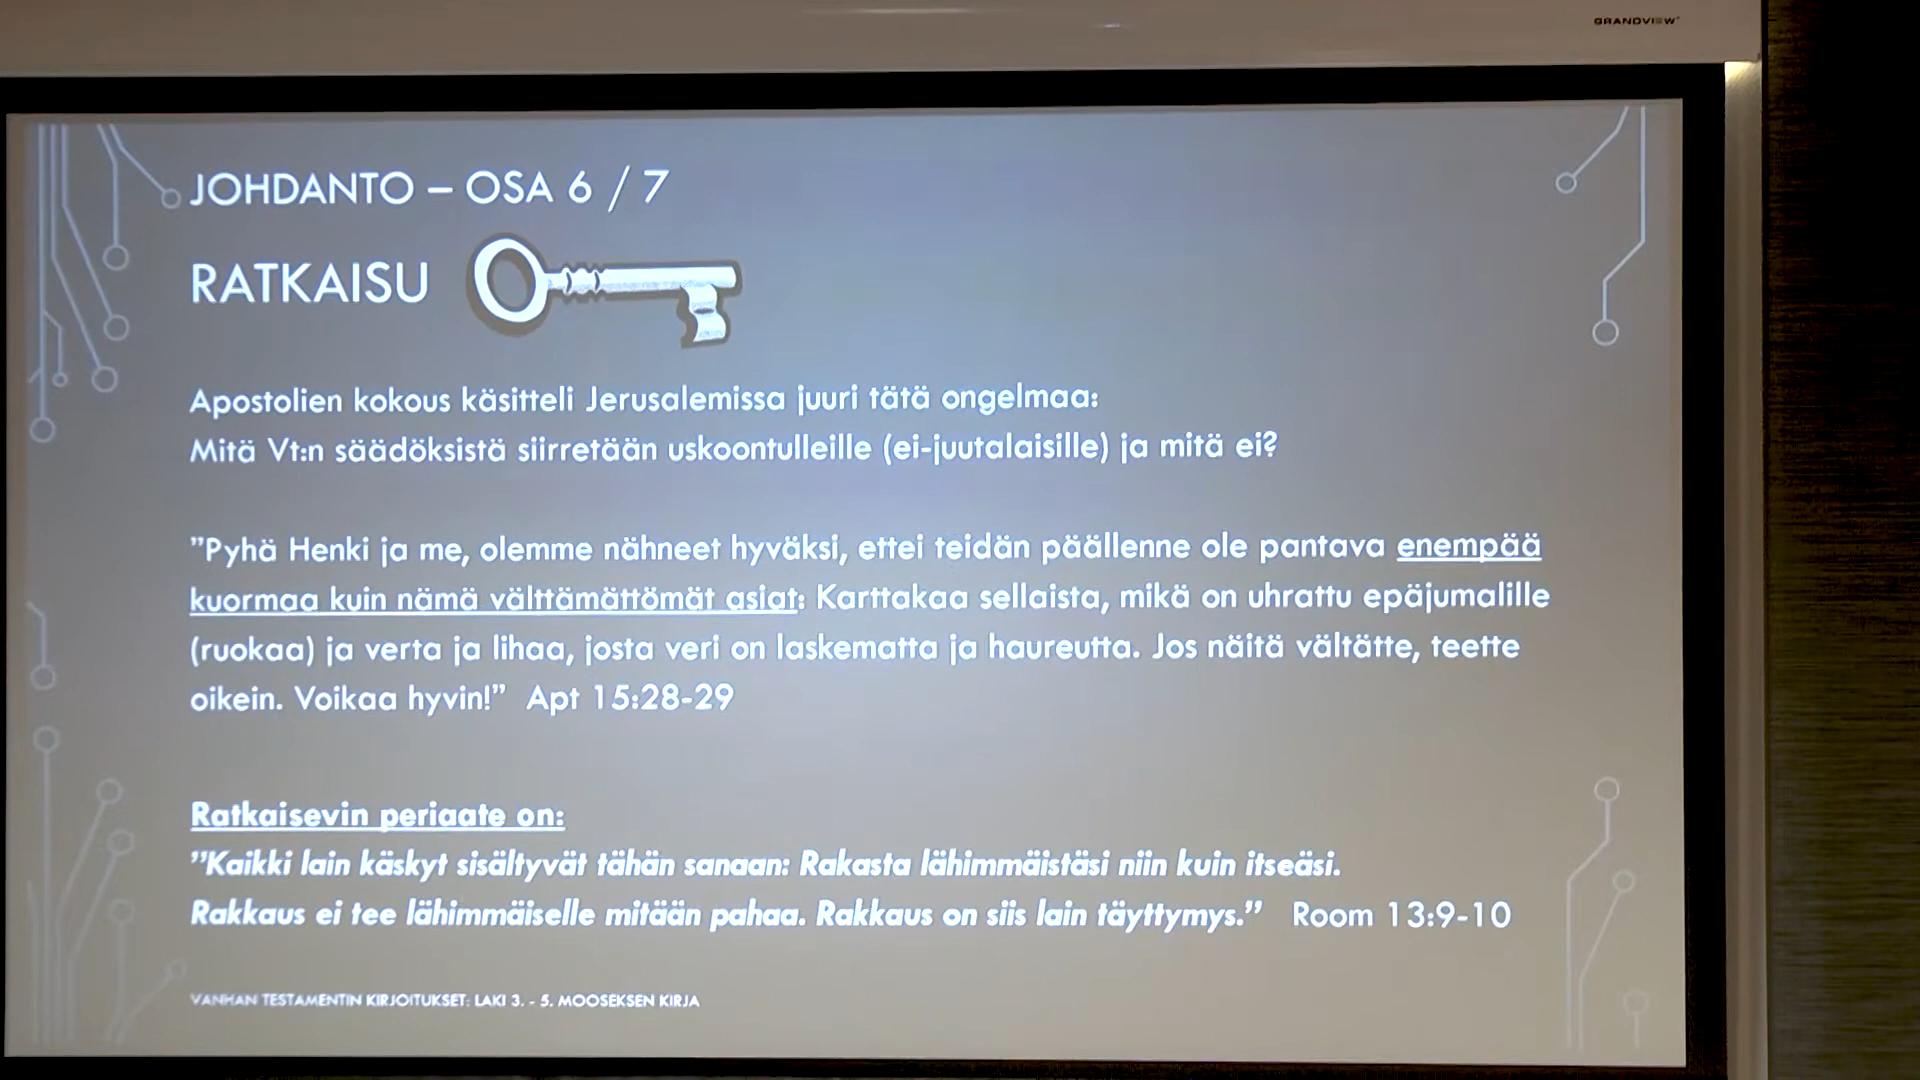 GRANDVIEW
JOHDANTO – OSA 6 / 7
RATKAISU
Apostolien kokous käsitteli Jerusalemissa juuri tätä ongelmaa:
Mitä Vt:n säädöksistä siirretään uskoontulleille (ei-juutalaisille) ja mitä ei?
”Pyhä Henki ja me, olemme nähneet hyväksi, ettei teidän päällenne ole pantava enempää
kuormaa kuin nämä välttämättömät asiat: Karttakaa sellaista, mikä on uhrattu epäjumalille
(ruokaa) ja verta ja lihaa, josta veri on laskematta ja haureutta. Jos näitä vältätte, teette
oikein. Voikaa hyvin!” Apt 15:28-29
Ratkaisevin periaate on:
”Kaikki lain käskyt sisältyvät tähän sanaan: Rakasta lähimmäistäsi niin kuin itseäsi.
Rakkaus ei tee lähimmäiselle mitään pahaa. Rakkaus on siis lain täyttymys.” Room 13:9-10
VANHAN TESTAMENTIN KIRJOITUKSET: LAKI 3. - 5. MOOSEKSEN KIRJA